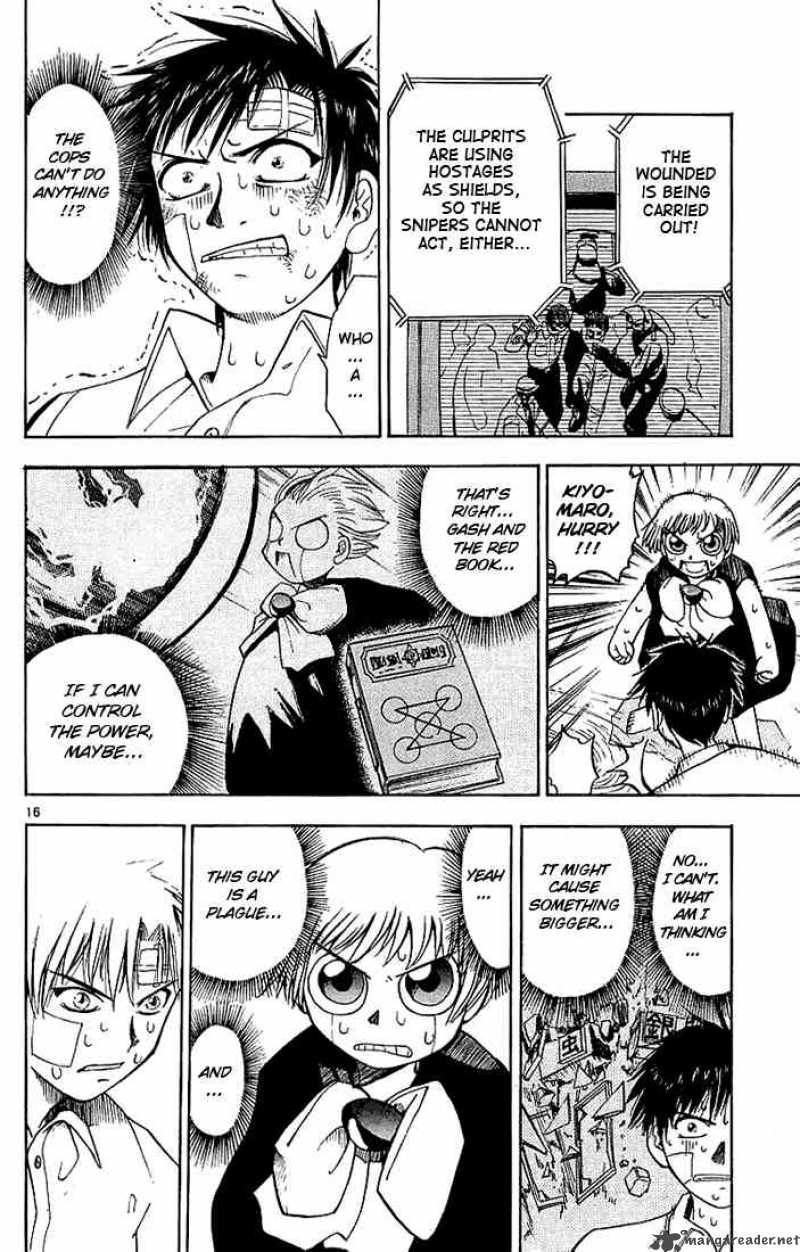 THE
WOUNDED
IS BEING
CARRIED
OUT!
THE CULPRITS
ARE USING
HOSTAGES
AS SHIELDS,
SO THE
SNIPERS CANNOT
ACT, EITHER...
THE
COPS
CAN'T DO
ANYTHING
!!?
WHO
...
A ...
KIYO-
MARO,
HURRY
!!!
THAT'S
RIGHT...
GASH AND
THE RED
BOOK...
IF I CAN
CONTROL
THE POWER,
MAYBE...
16
NO...
I CAN'T.
WHAT
AM I
THINKING
...
IT MIGHT
CAUSE
SOMETHING
BIGGER...
銀
虫
YEAH
...
THIS GUY
IS A
PLAGUE...
AND
...
mangareader.net